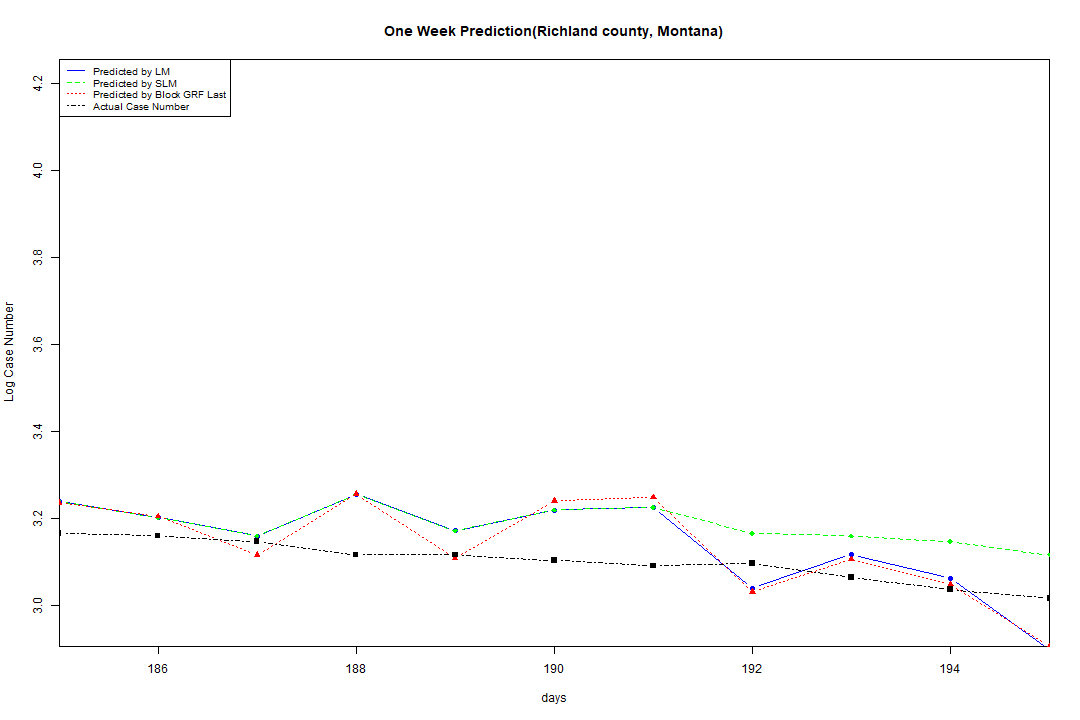 One Week Prediction(Richland county, Montana)
Predicted by LM
Predicted by SLM
Predicted by Block GRF Last
Actual Case Number
4.2
4.0
3.8
3.6
3.4
3.2
3.0
Log Case Number
186 188 190 192 194
days